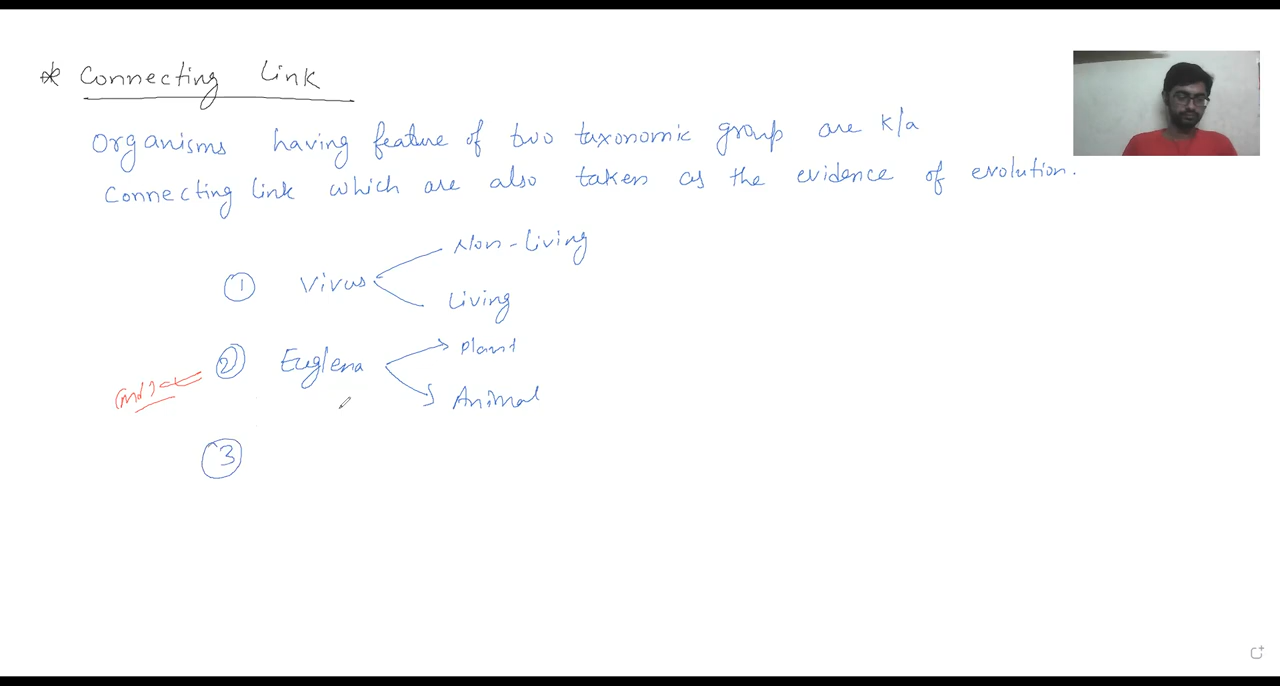 * Connecting Link
Organisms having feature of two taxonomic group are k/a
Connecting link which are also taken as the evidence of evolution.
Non-Living
① Virus
Living
Plant
② Euglena
Animal
③